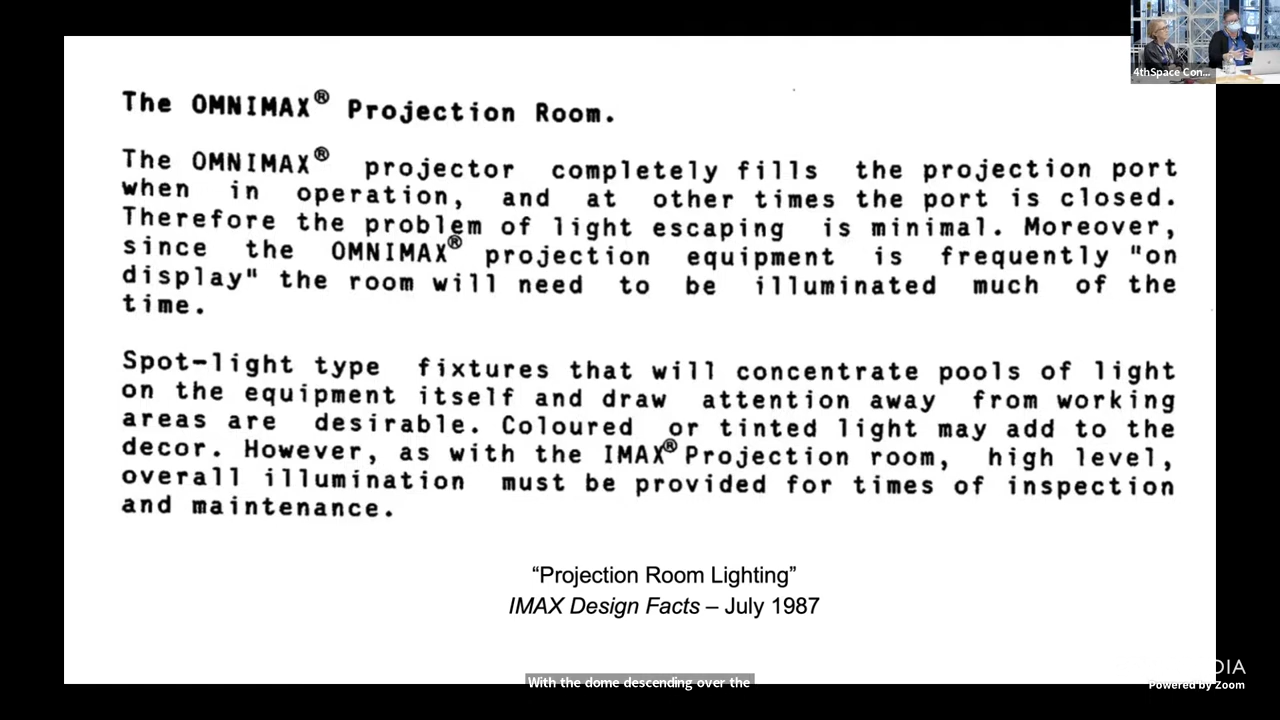 4thSpace Con...
The OMNIMAX® Projection Room.
The OMNIMAX® projector completely fills the projection port
when in operation, and at other times the port is closed.
Therefore the problem of light escaping is minimal. Moreover,
since the OMNIMAX® projection equipment is frequently "on
display" the room will need to be illuminated much of the
time.
Spot-light type fixtures that will concentrate pools of light
on the equipment itself and draw attention away from working
areas are desirable. Coloured or tinted light may add to the
decor. However, as with the IMAX® Projection room, high level,
overall illumination must be provided for times of inspection
and maintenance.
“Projection Room Lighting”
IMAX Design Facts – July 1987
With the dome descending over the
DIA
Powered by Zoom